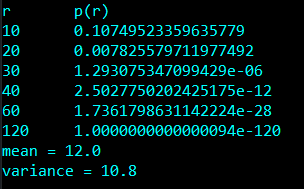 r p(r)
10 0.10749523359635779
20 0.007825579711977492
30 1.293075347099429e-06
40 2.5027750202425175e-12
60 1.7361798631142224e-28
120 1.0000000000000094e-120
mean = 12.0
variance = 10.8